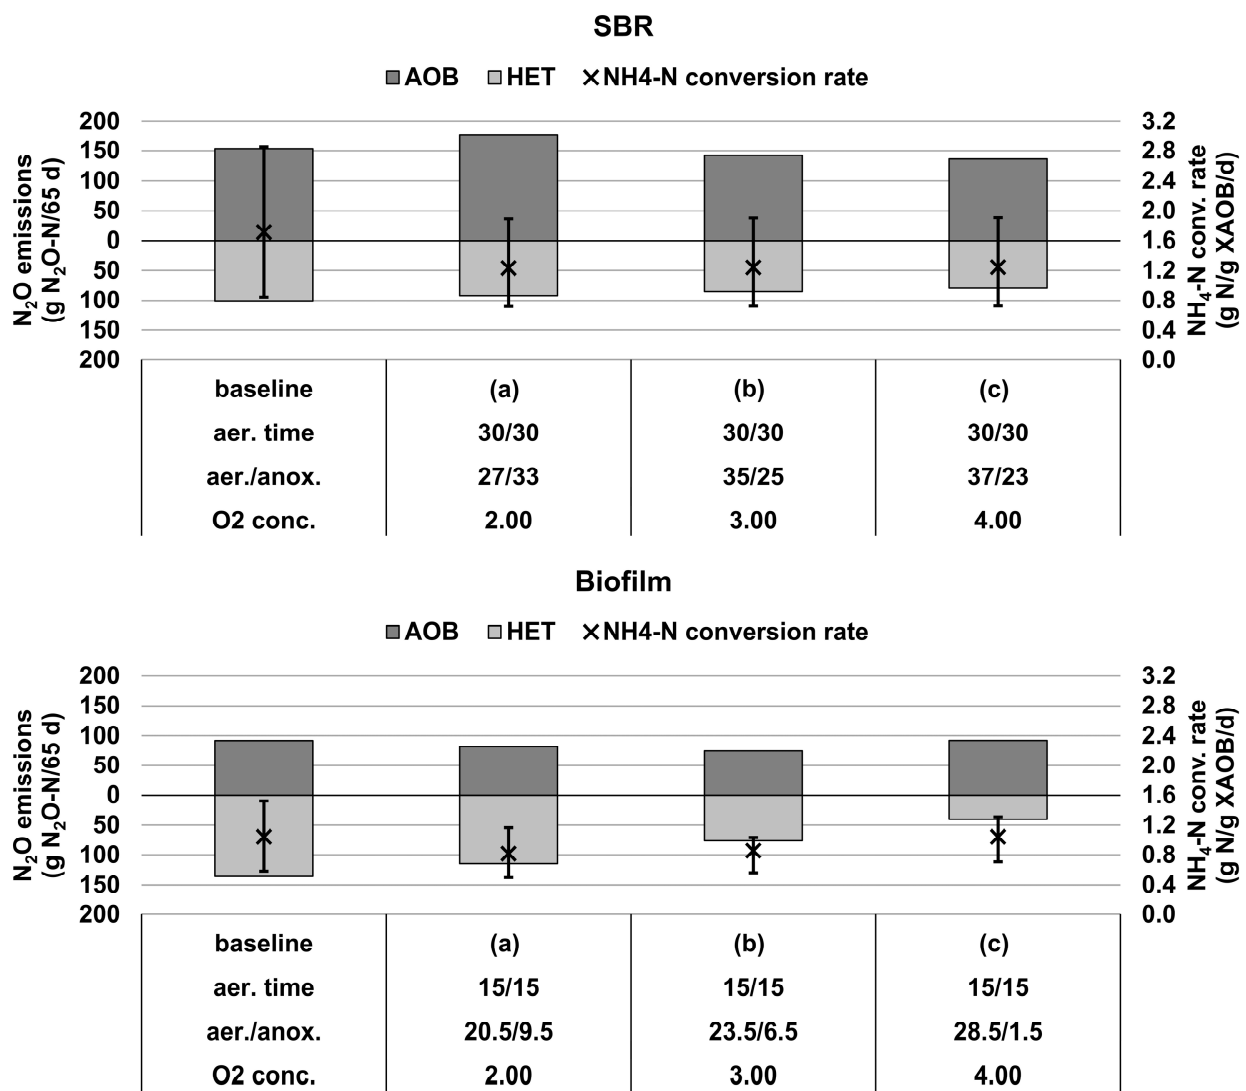 SBR
AOB HET NH4-N conversion rate
N2O emissions
(g N2O-N/65 d)
200
150
100
50
0
50
100
150
200
3.2
2.8
2.4
2.0
1.6
1.2
0.8
0.4
0.0
NH4-N conv. rate
(g N/g XAOB/d)
baseline (a) (b) (c)
aer. time 30/30 30/30 30/30
aer./anox. 27/33 35/25 37/23
O2 conc. 2.00 3.00 4.00
Biofilm
AOB HET NH4-N conversion rate
N2O emissions
(g N2O-N/65 d)
200
150
100
50
0
50
100
150
200
3.2
2.8
2.4
2.0
1.6
1.2
0.8
0.4
0.0
NH4-N conv. rate
(g N/g XAOB/d)
baseline (a) (b) (c)
aer. time 15/15 15/15 15/15
aer./anox. 20.5/9.5 23.5/6.5 28.5/1.5
O2 conc. 2.00 3.00 4.00